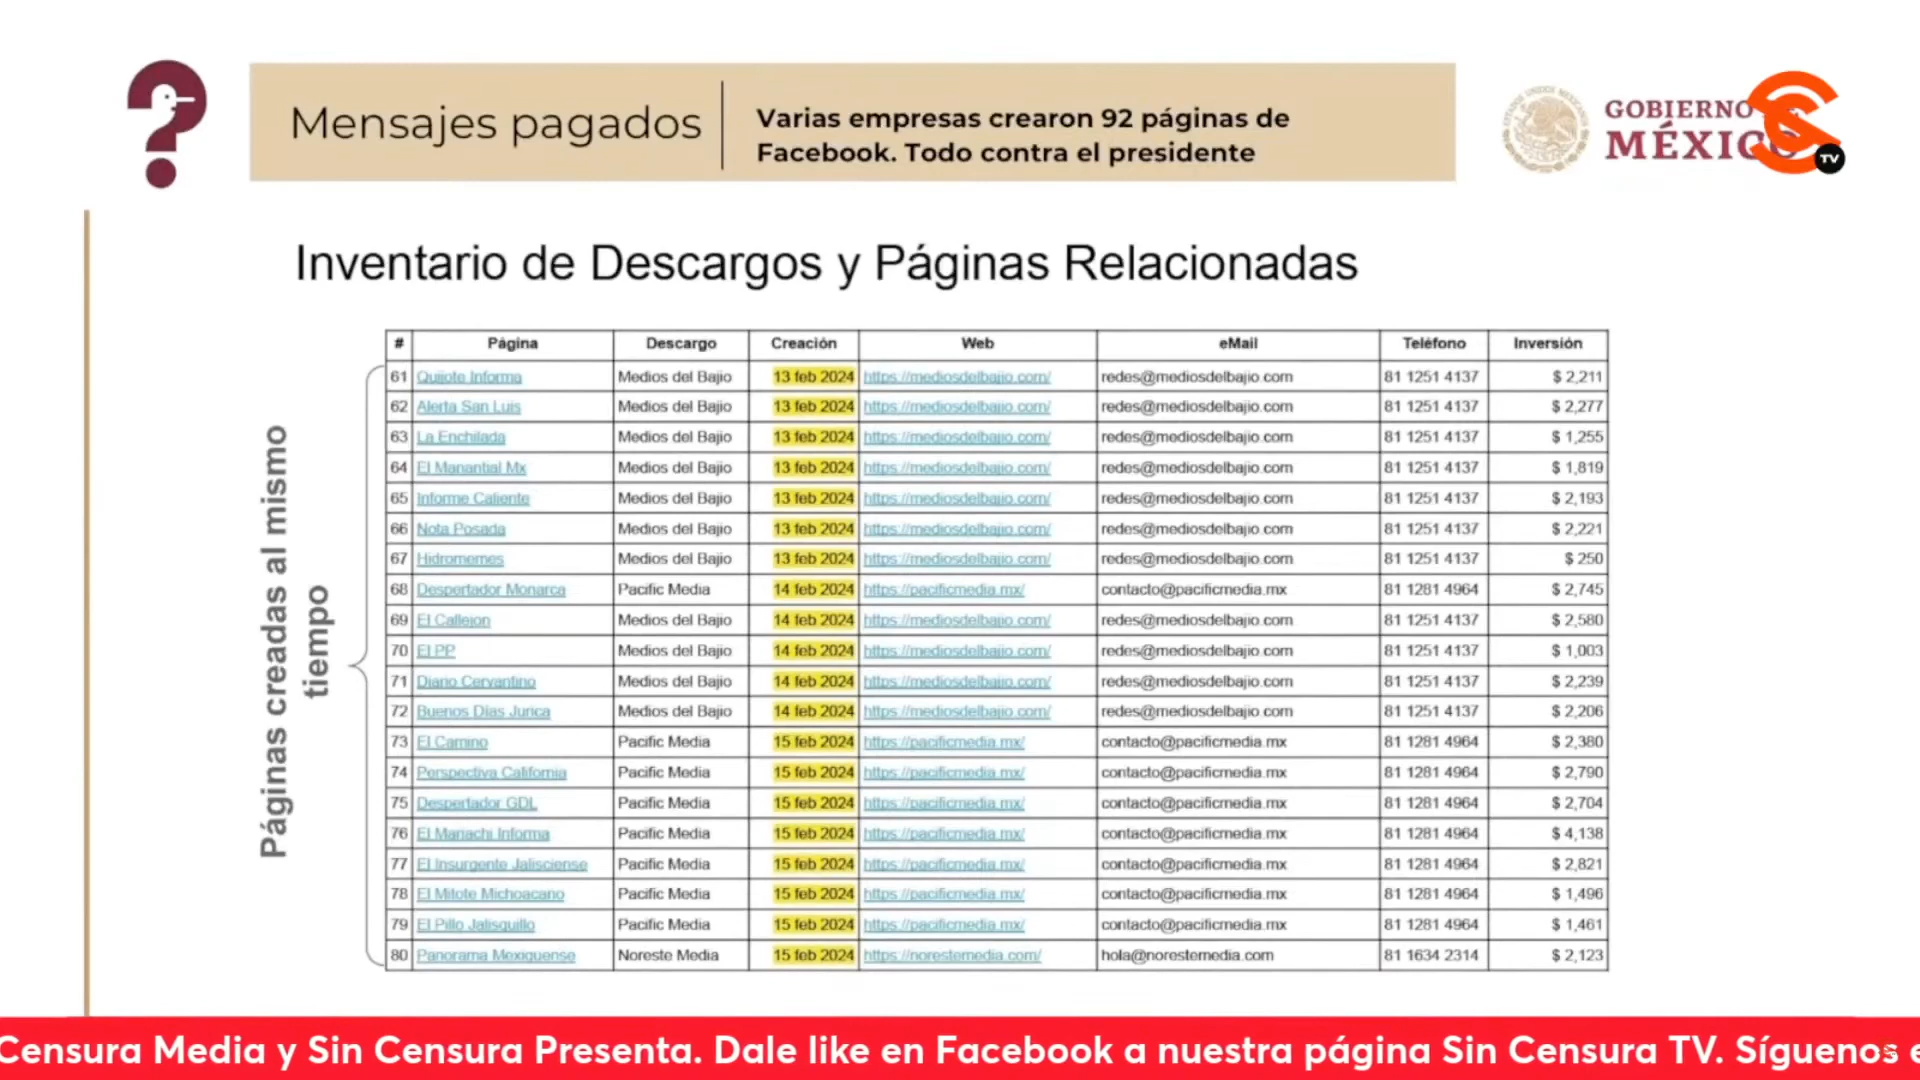 Mensajes pagados
Varias empresas crearon 92 páginas de
Facebook. Todo contra el presidente
GOBIERNO
MÉXICO
TV
Inventario de Descargos y Páginas Relacionadas
Páginas creadas al mismo
tiempo
# Página Descargo Creación Web eMail Teléfono Inversión
61 Quijote Informa Medios del Bajio 13 feb 2024 https://mediosdelbajio.com/ redes@mediosdelbajio.com 81 1251 4137 $ 2,211
62 Alerta San Luis Medios del Bajio 13 feb 2024 https://mediosdelbajio.com/ redes@mediosdelbajio.com 81 1251 4137 $ 2,277
63 La Enchilada Medios del Bajio 13 feb 2024 https://mediosdelbajio.com/ redes@mediosdelbajio.com 81 1251 4137 $ 1,255
64 El Manantial Mx Medios del Bajio 13 feb 2024 https://mediosdelbajio.com/ redes@mediosdelbajio.com 81 1251 4137 $ 1,819
65 Informe Caliente Medios del Bajio 13 feb 2024 https://mediosdelbajio.com/ redes@mediosdelbajio.com 81 1251 4137 $ 2,193
66 Nota Posada Medios del Bajio 13 feb 2024 https://mediosdelbajio.com/ redes@mediosdelbajio.com 81 1251 4137 $ 2,221
67 Hidromemes Medios del Bajio 13 feb 2024 https://mediosdelbajio.com/ redes@mediosdelbajio.com 81 1251 4137 $ 250
68 Despertador Monarca Pacific Media 14 feb 2024 https://pacificmedia.mx/ contacto@pacificmedia.mx 81 1281 4964 $ 2,745
69 El Callejon Medios del Bajio 14 feb 2024 https://mediosdelbajio.com/ redes@mediosdelbajio.com 81 1251 4137 $ 2,580
70 El PP Medios del Bajio 14 feb 2024 https://mediosdelbajio.com/ redes@mediosdelbajio.com 81 1251 4137 $ 1,003
71 Diario Cervantino Medios del Bajio 14 feb 2024 https://mediosdelbajio.com/ redes@mediosdelbajio.com 81 1251 4137 $ 2,239
72 Buenos Días Jurica Medios del Bajio 14 feb 2024 https://mediosdelbajio.com/ redes@mediosdelbajio.com 81 1251 4137 $ 2,206
73 El Camino Pacific Media 15 feb 2024 https://pacificmedia.mx/ contacto@pacificmedia.mx 81 1281 4964 $ 2,380
74 Perspectiva California Pacific Media 15 feb 2024 https://pacificmedia.mx/ contacto@pacificmedia.mx 81 1281 4964 $ 2,790
75 Despertador GDL Pacific Media 15 feb 2024 https://pacificmedia.mx/ contacto@pacificmedia.mx 81 1281 4964 $ 2,704
76 El Mariachi Informa Pacific Media 15 feb 2024 https://pacificmedia.mx/ contacto@pacificmedia.mx 81 1281 4964 $ 4,138
77 El Insurgente Jalisciense Pacific Media 15 feb 2024 https://pacificmedia.mx/ contacto@pacificmedia.mx 81 1281 4964 $ 2,821
78 El Mitote Michoacano Pacific Media 15 feb 2024 https://pacificmedia.mx/ contacto@pacificmedia.mx 81 1281 4964 $ 1,496
79 El Pillo Jalisquillo Pacific Media 15 feb 2024 https://pacificmedia.mx/ contacto@pacificmedia.mx 81 1281 4964 $ 1,461
80 Panorama Mexiquense Noreste Media 15 feb 2024 https://norestemedia.com/ hola@norestemedia.com 81 1634 2314 $ 2,123
Censura Media y Sin Censura Presenta. Dale like en Facebook a nuestra página Sin Censura TV. Síguenos e